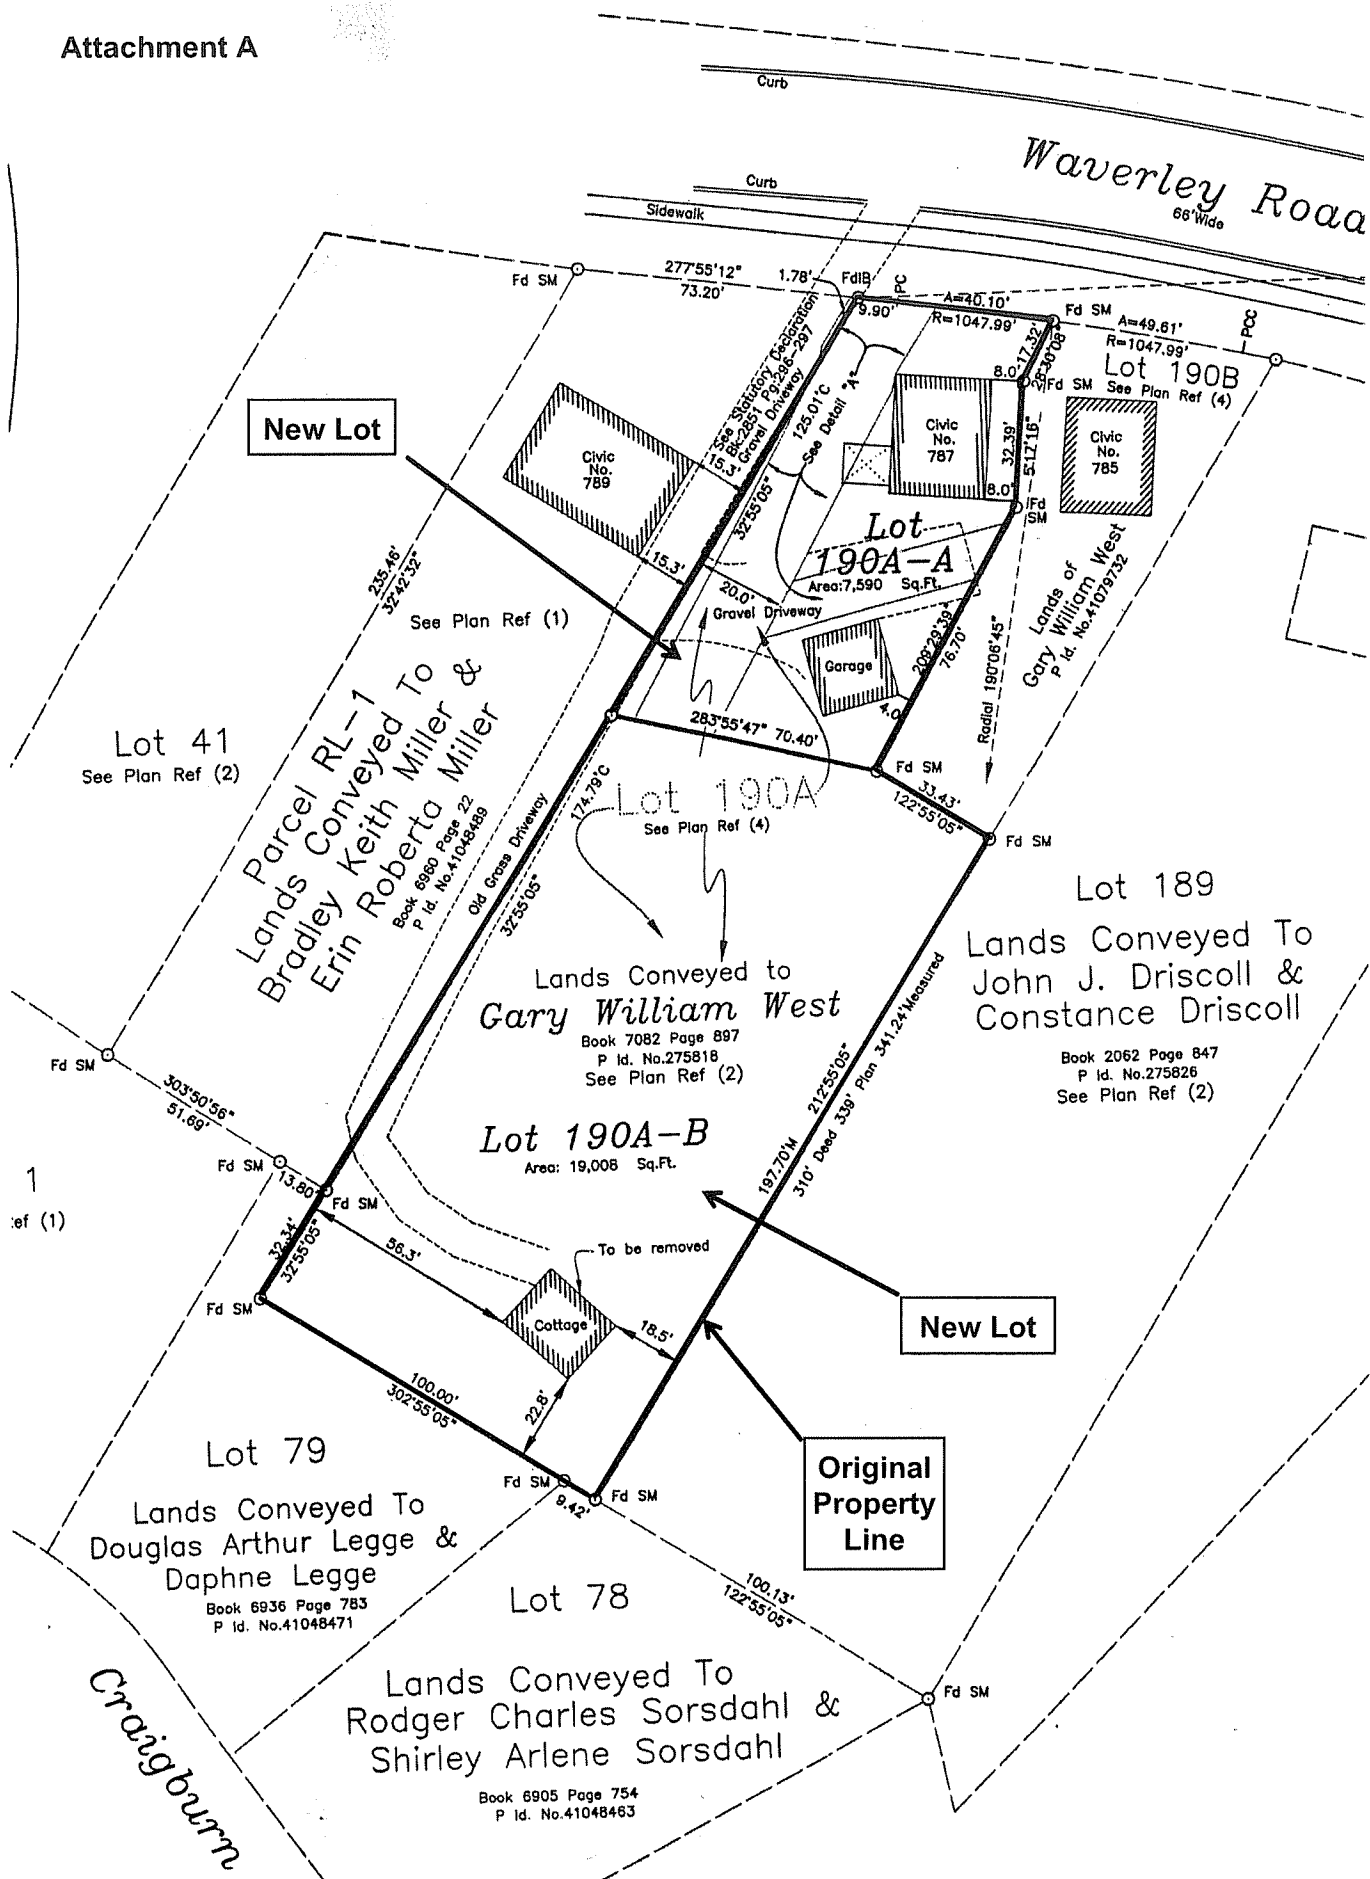 Attachment A
Curb
Waverley Road
66'Wide
Curb
Sidewalk
Fd SM
277°55'12"
73.20'
1.78'
FdIB
9.90'
PC
A=40.10'
R=1047.99'
Fd SM
A=49.61'
R=1047.99'
PCC
17.32'
28°30'08"
8.0'
Fd SM
Lot 190B
See Plan Ref (4)
See Statutory Declaration
Bk:2851 Pg:296-297
Gravel Driveway
125.01'C
See Detail "A"
32°55'05"
New Lot
Civic
No.
789
15.3'
15.3'
Civic
No.
787
32.39'
5°17'16"
8.0'
Civic
No.
785
Fd
SM
Lot
190A-A
Area:7,590 Sq.Ft.
20.0'
Gravel Driveway
Garage
4.0
209°29'39"
76.70'
Radial 190°06'45"
Lands of
Gary William West
P Id. No.41079732
235.46'
32°42'32"
See Plan Ref (1)
Lot 41
See Plan Ref (2)
Parcel RL-1
Lands Conveyed To
Bradley Keith Miller &
Erin Roberta Miller
Book 6960 Page 22
P Id. No.41048489
283°55'47" 70.40'
Fd SM
33.43'
122°55'05"
Fd SM
Lot 190A
See Plan Ref (4)
174.79'C
Old Grass Driveway
32°55'05"
Lands Conveyed to
Gary William West
Book 7082 Page 897
P Id. No.275818
See Plan Ref (2)
Lot 189
Lands Conveyed To
John J. Driscoll &
Constance Driscoll
Book 2062 Page 847
P Id. No.275826
See Plan Ref (2)
212°55'05"
197.70'M
310' Deed 339' Plan 341.24'Measured
Lot 190A-B
Area: 19,008 Sq.Ft.
Fd SM
303°50'56"
51.69'
Fd SM
13.80'
Fd SM
1
ef (1)
32.34'
32°55'05"
Fd SM
56.3'
To be removed
Cottage
18.5'
22.8'
New Lot
100.00'
302°55'05"
Fd SM
9.42'
Fd SM
Original
Property
Line
Lot 79
Lands Conveyed To
Douglas Arthur Legge &
Daphne Legge
Book 6936 Page 783
P Id. No.41048471
Lot 78
100.13'
122°55'05"
Fd SM
Lands Conveyed To
Rodger Charles Sorsdahl &
Shirley Arlene Sorsdahl
Book 6905 Page 754
P Id. No.41048463
Craigburn